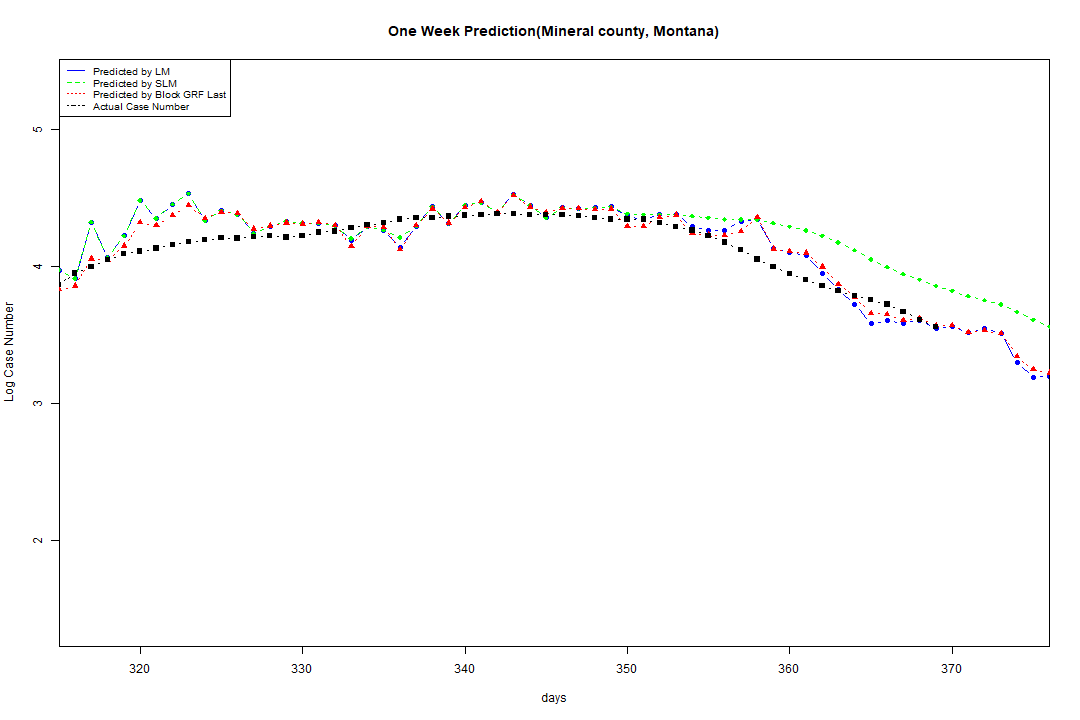 One Week Prediction(Mineral county, Montana)
Predicted by LM
Predicted by SLM
Predicted by Block GRF Last
Actual Case Number
5
4
3
2
Log Case Number
320 330 340 350 360 370
days